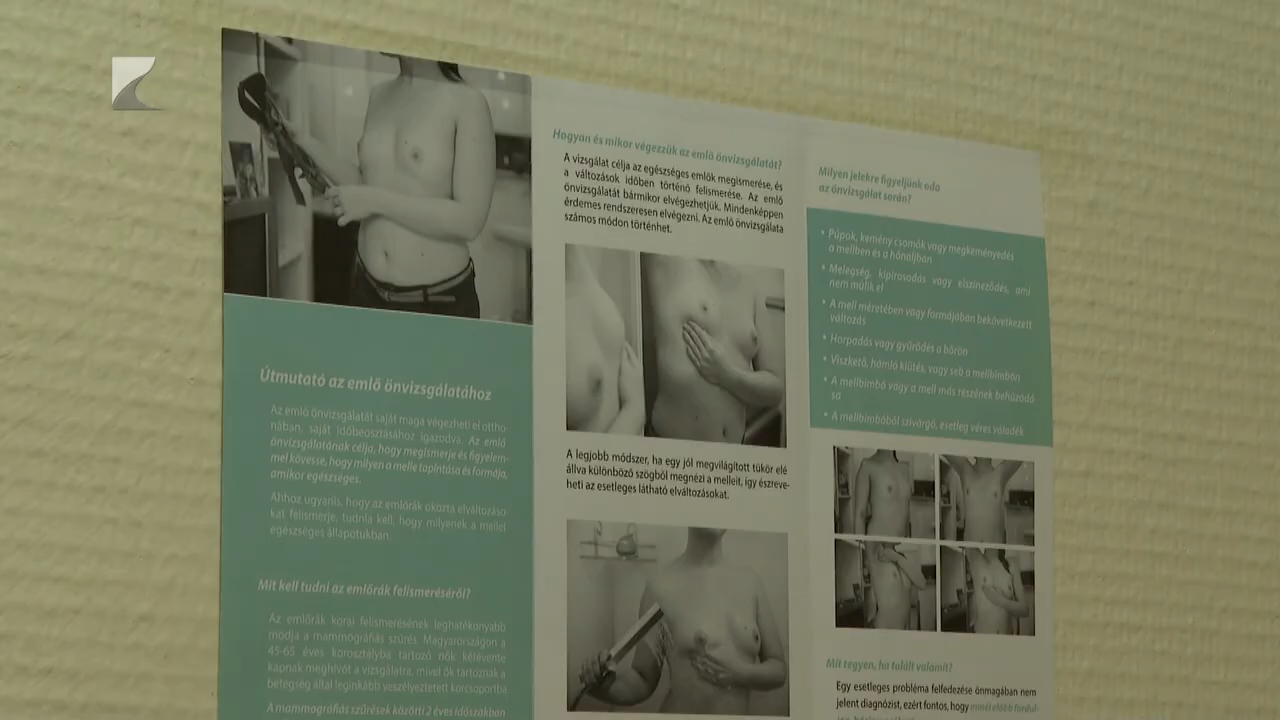 Útmutató az emlő önvizsgálatához
Az emlő önvizsgálatát saját maga végezheti el ottho-
nában, saját időbeosztásához igazodva. Az emlő
önvizsgálatának célja, hogy megismerje és figyelem-
mel kövesse, hogy milyen a melle tapintása és formája,
amikor egészséges.
Ahhoz ugyanis, hogy az emlőrák okozta elváltozáso
kat felismerje, tudnia kell, hogy milyenek a mellei
egészséges állapotukban.
Mit kell tudni az emlőrák felismeréséről?
Az emlőrák korai felismerésének leghatékonyabb
módja a mammográfiás szűrés. Magyarországon a
45-65 éves korosztályba tartozó nők kétévente
kapnak meghívót a vizsgálatra, mivel ők tartoznak a
betegség által leginkább veszélyeztetett korcsoportba
A mammográfiás szűrések közötti 2 éves időszakban
Hogyan és mikor végezzük az emlő önvizsgálatát?
A vizsgálat célja az egészséges emlők megismerése, és
a változások időben történő felismerése. Az emlő
önvizsgálatát bármikor elvégezhetjük. Mindenképpen
érdemes rendszeresen elvégezni. Az emlő önvizsgálata
számos módon történhet.
A legjobb módszer, ha egy jól megvilágított tükör elé
állva különböző szögből megnézi a melleit, így észreve-
heti az esetleges látható elváltozásokat.
Milyen jelekre figyeljünk oda
az önvizsgálat során?
• Púpok, kemény csomók vagy megkeményedés
a mellben és a hónaljban
• Melegség, kipirosodás vagy elszíneződés, ami
nem múlik el
• A mell méretében vagy formájában bekövetkezett
változás
• Horpadás vagy gyűrődés a bőrön
• Viszkető, hámló kiütés, vagy seb a mellbimbón
• A mellbimbó vagy a mell más részének behúzódá
sa
• A mellbimbóból szivárgó, esetleg véres váladék
Mit tegyen, ha talált valamit?
Egy esetleges probléma felfedezése önmagában nem
jelent diagnózist, ezért fontos, hogy minél előbb fordul-